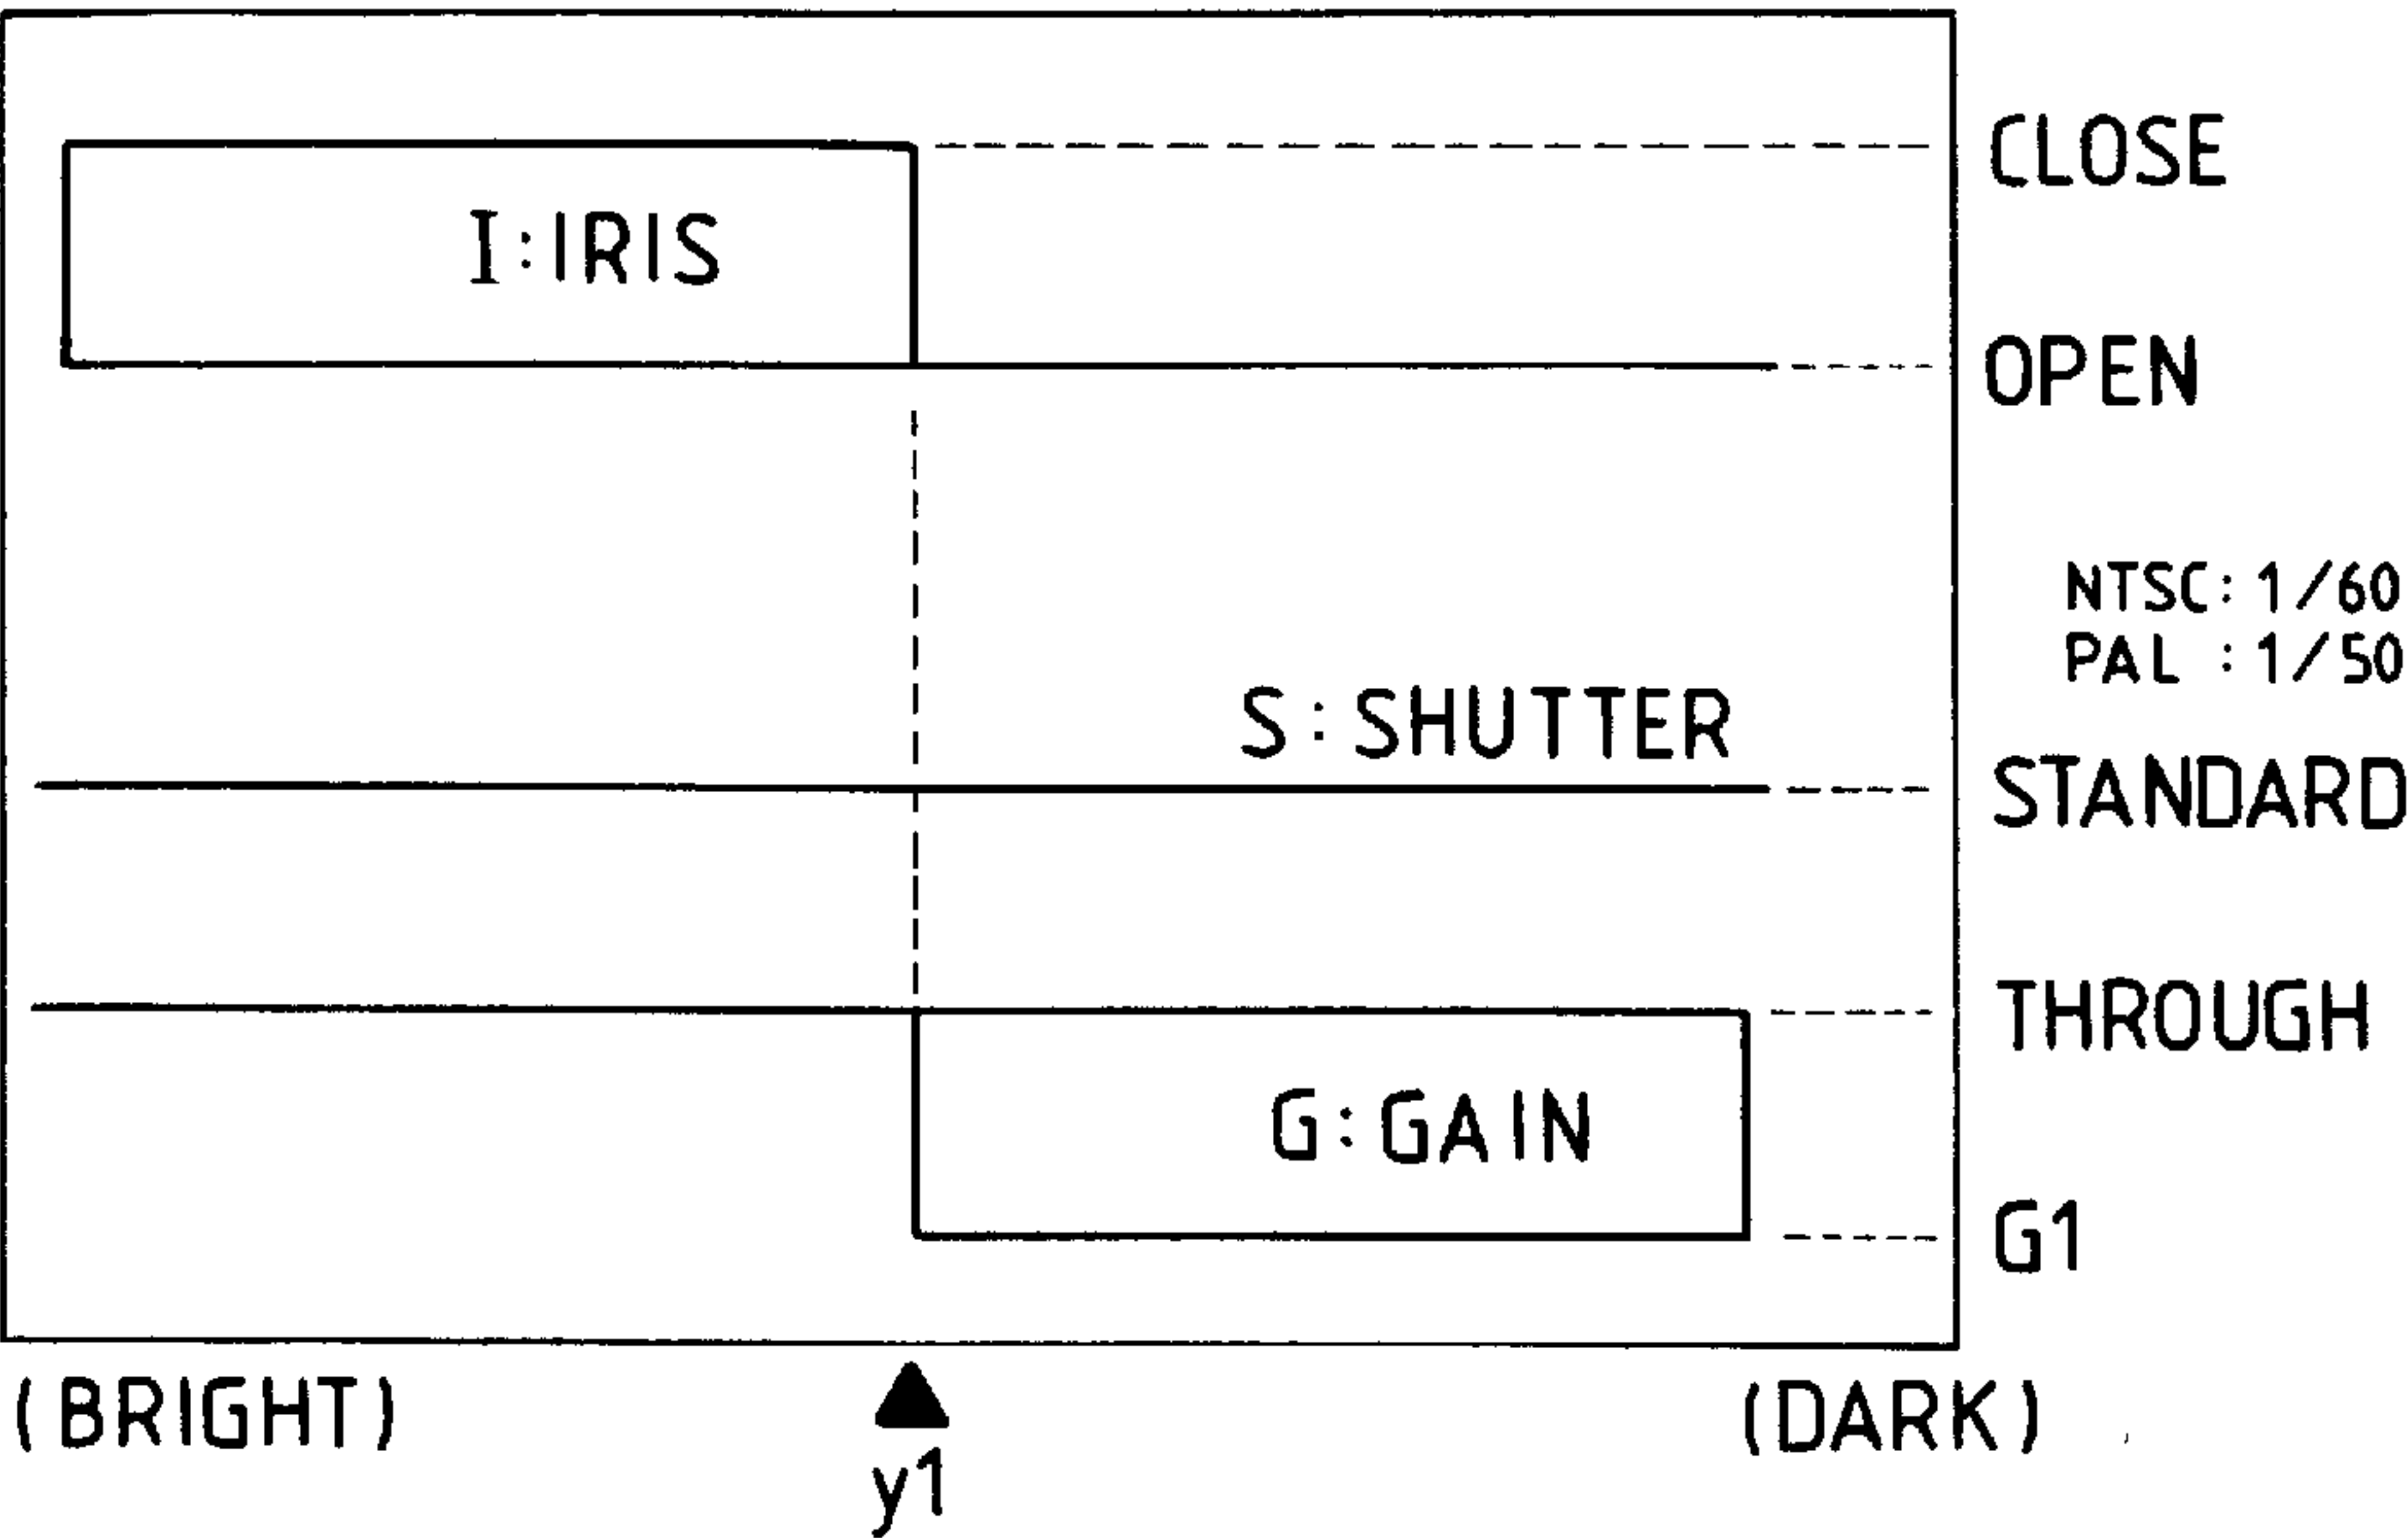 CLOSE
I:IRIS
OPEN
NTSC: 1/60
PAL : 1/50
S:SHUTTER
STANDARD
THROUGH
G:GAIN
G1
(BRIGHT)
(DARK)
y1